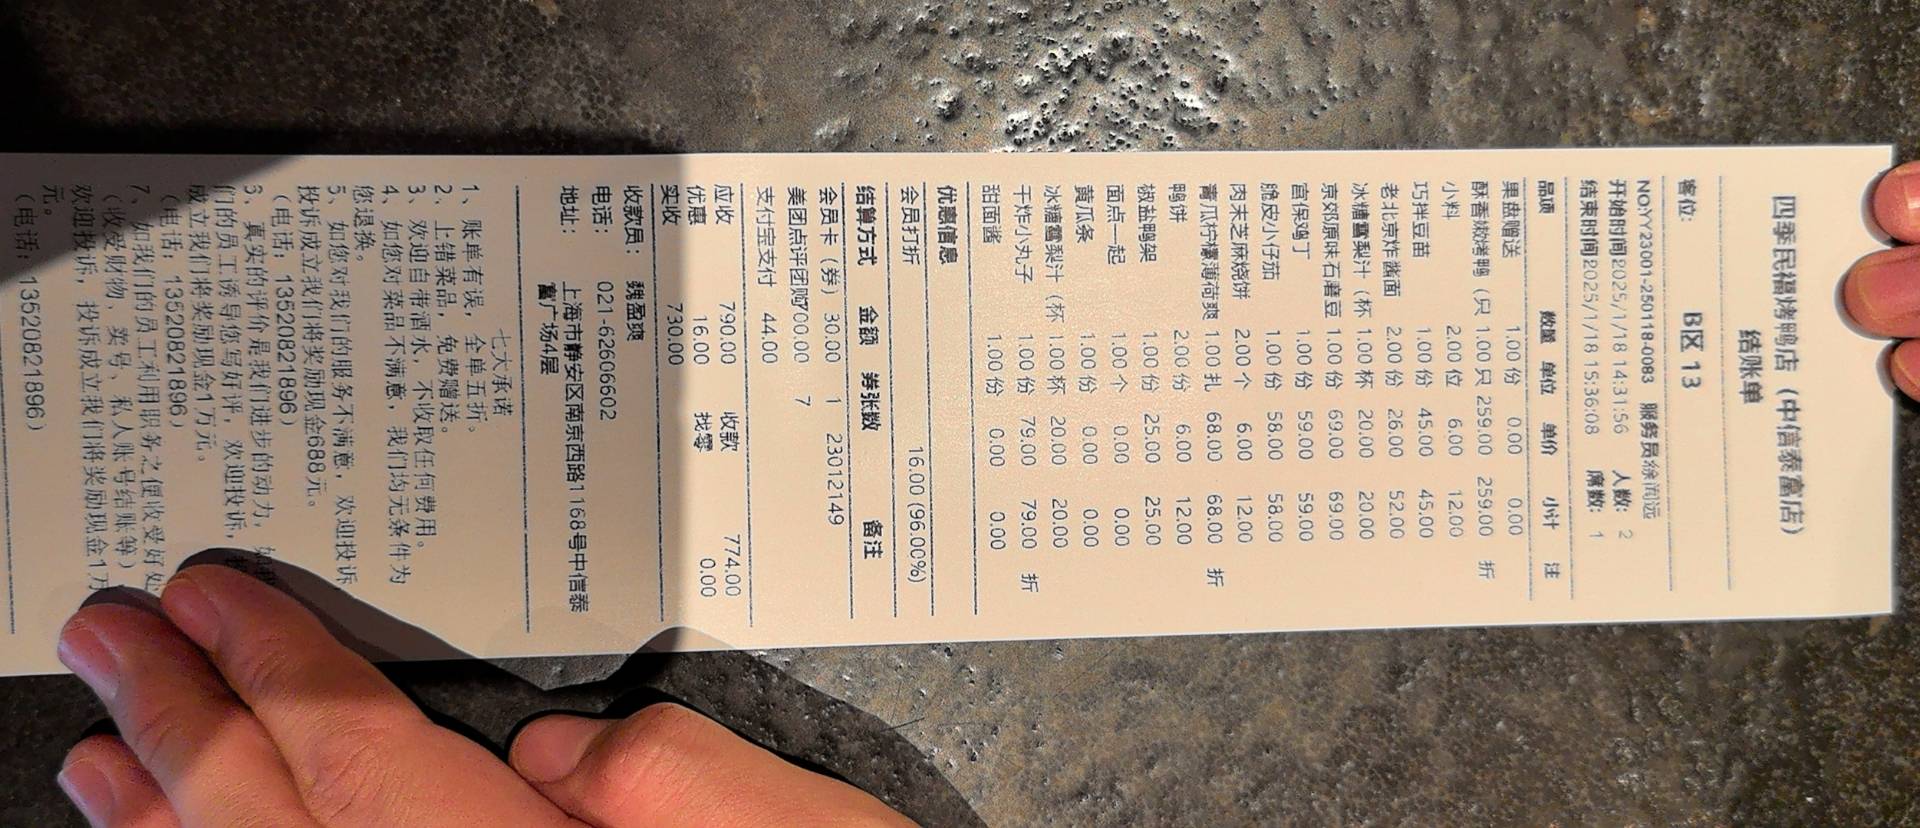 四季民福烤鸭店（中信泰富店）
结账单
客位： B区 13
NO:YY23001-250118-0083 服务员:徐润远
开始时间2025/1/18 14:31:56 人数: 2
结束时间2025/1/18 15:36:08 席数: 1
品项 数量 单位 单价 小计 注
果盘赠送 1.00 份 0.00 0.00
酥香嫩烤鸭（只 1.00 只 259.00 259.00 折
小料 2.00 位 6.00 12.00
巧拌豆苗 1.00 份 45.00 45.00
老北京炸酱面 2.00 份 26.00 52.00
冰糖雪梨汁（杯 1.00 杯 20.00 20.00
京郊原味石磨豆 1.00 份 69.00 69.00
宫保鸡丁 1.00 份 59.00 59.00
脆皮小仔茄 1.00 份 58.00 58.00
肉末芝麻烧饼 2.00 个 6.00 12.00
青瓜柠檬薄荷爽 1.00 扎 68.00 68.00 折
鸭饼 2.00 份 6.00 12.00
椒盐鸭架 1.00 份 25.00 25.00
面点一起 1.00 个 0.00 0.00
黄瓜条 1.00 份 0.00 0.00
冰糖雪梨汁（杯 1.00 杯 20.00 20.00
干炸小丸子 1.00 份 79.00 79.00 折
甜面酱 1.00 份 0.00 0.00
优惠信息
会员打折 16.00 (96.00%)
结算方式 金额 券张数 备注
会员卡（券）30.00 1 23012149
美团点评团购700.00 7
支付宝支付 44.00
应收 790.00 收款 774.00
优惠 16.00 找零 0.00
实收 730.00
收款员： 魏盈爽
电话： 021-62606602
地址： 上海市静安区南京西路1168号中信泰
富广场4层
七大承诺
1、账单有误，全单五折。
2、上错菜品，免费赠送。
3、欢迎自带酒水，不收取任何费用。
4、如您对菜品不满意，我们均无条件为
您退换。
5、如您对我们的服务不满意，欢迎投诉
投诉成立我们将奖励现金688元。
（电话：13520821896）
6、真实的评价是我们进步的动力，如
们的员工诱导您写好评，欢迎投诉，
成立我们将奖励现金1万元。
（电话：13520821896）
7、如我们的员工利用职务之便收受好处
（收受财物，卖号，私人账号结账等）
欢迎投诉，投诉成立我们将奖励现金1万
元。
（电话：13520821896）